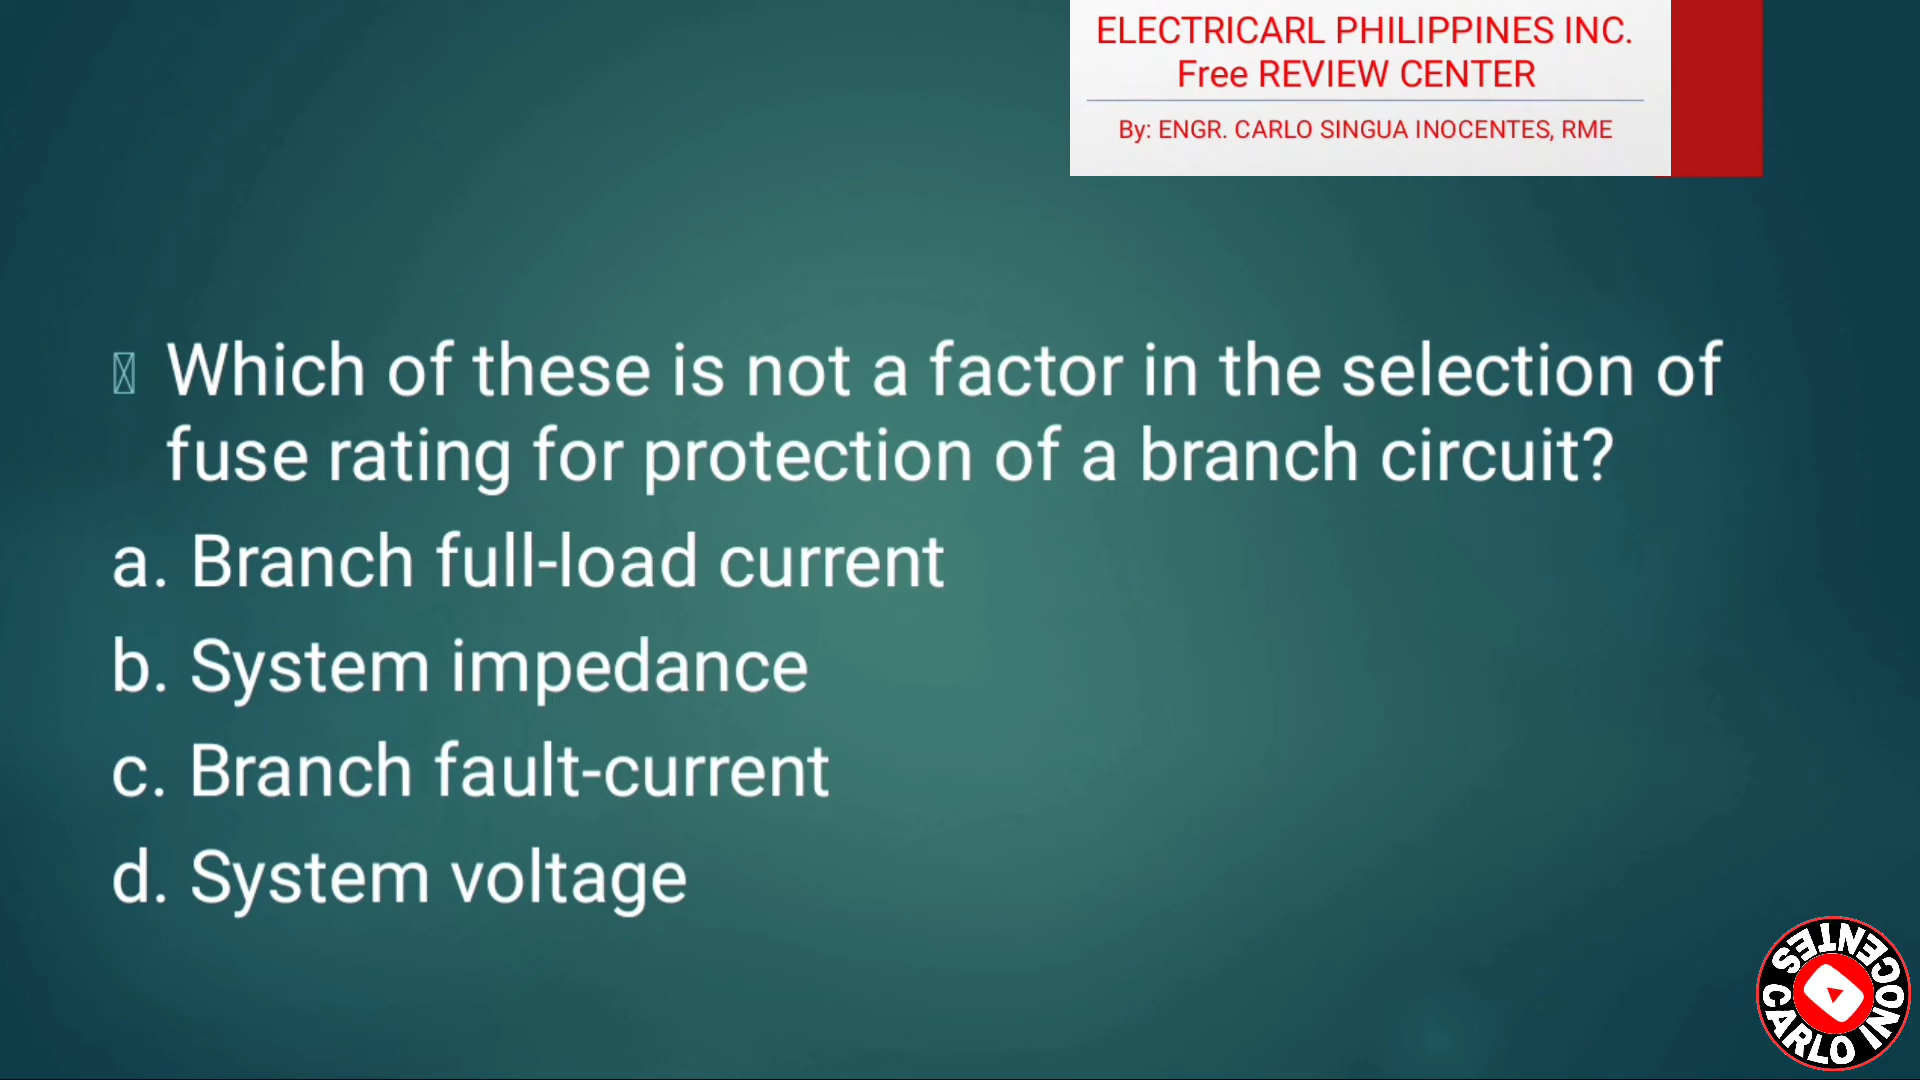 ELECTRICARL PHILIPPINES INC.
Free REVIEW CENTER
By: ENGR. CARLO SINGUA INOCENTES, RME
Which of these is not a factor in the selection of
fuse rating for protection of a branch circuit?
a. Branch full-load current
b. System impedance
c. Branch fault-current
d. System voltage
CARLO INOCENTES